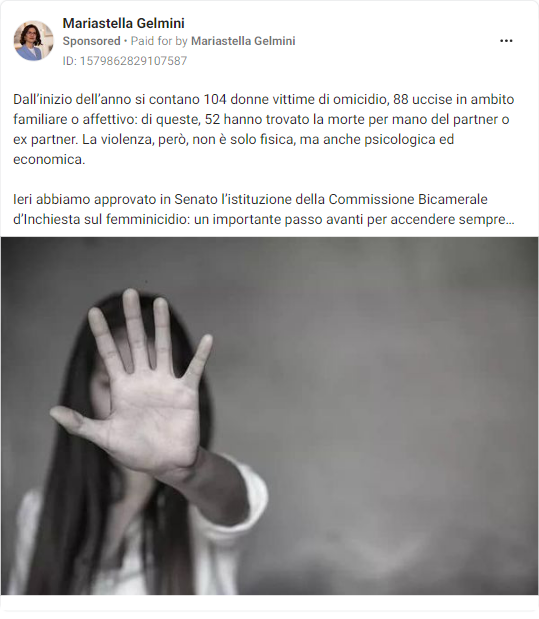 Mariastella Gelmini
Sponsored • Paid for by Mariastella Gelmini
ID: 1579862829107587
Dall’inizio dell’anno si contano 104 donne vittime di omicidio, 88 uccise in ambito
familiare o affettivo: di queste, 52 hanno trovato la morte per mano del partner o
ex partner. La violenza, però, non è solo fisica, ma anche psicologica ed
economica.
Ieri abbiamo approvato in Senato l’istituzione della Commissione Bicamerale
d’Inchiesta sul femminicidio: un importante passo avanti per accendere sempre...